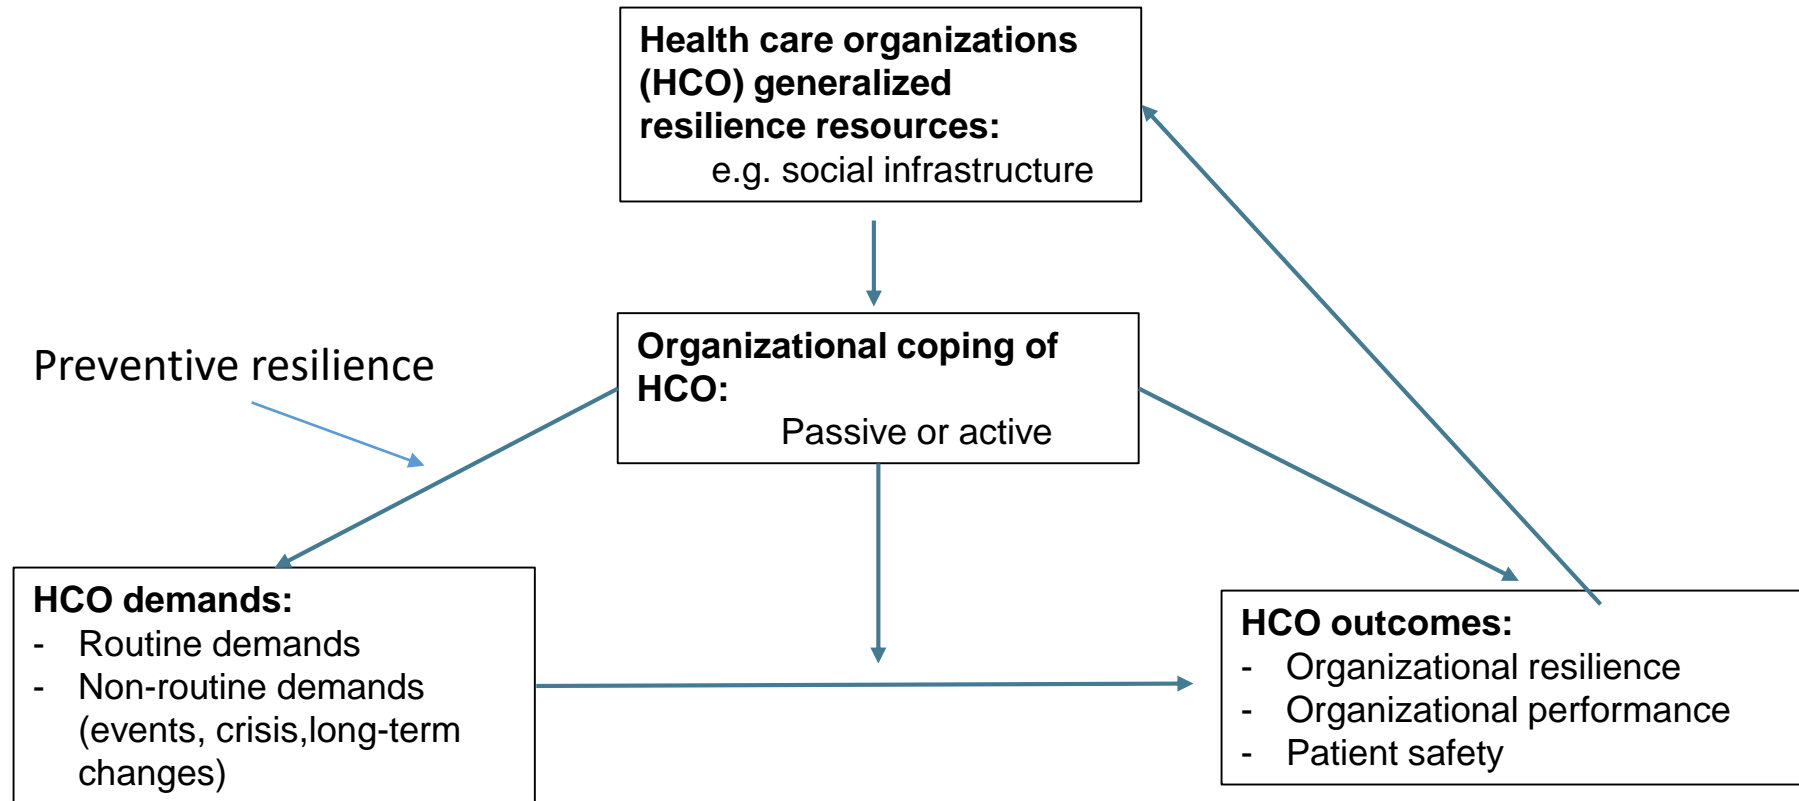 Health care organizations
(HCO) generalized
resilience resources:
e.g. social infrastructure
Preventive resilience
Organizational coping of
HCO:
Passive or active
HCO demands:
- Routine demands
- Non-routine demands
(events, crisis,long-term
changes)
HCO outcomes:
- Organizational resilience
- Organizational performance
- Patient safety